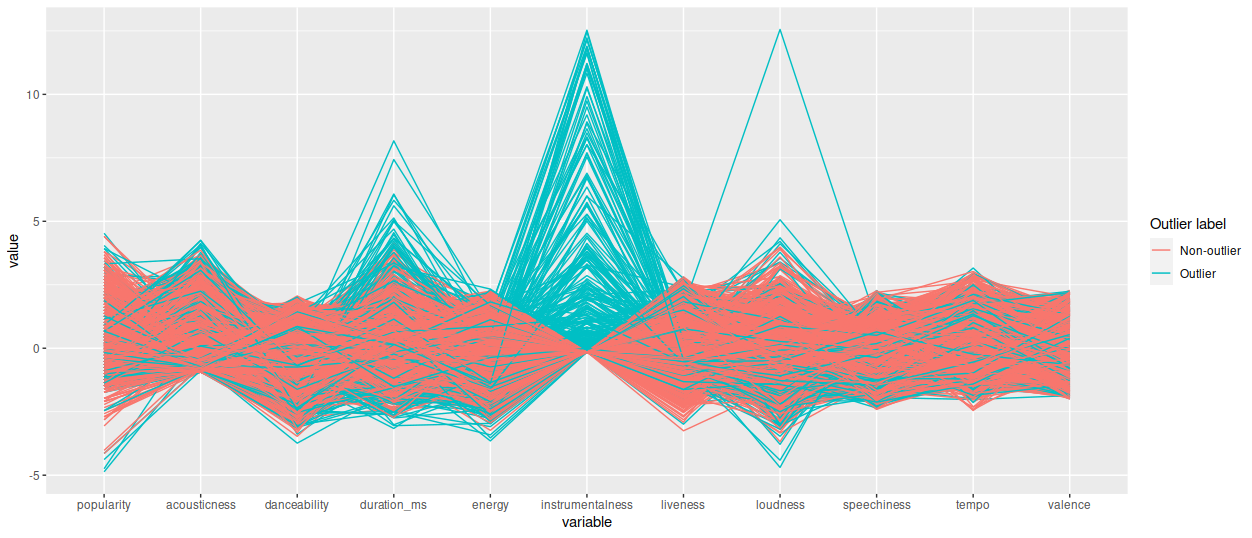 10
5
0
-5
value
popularity acousticness danceability duration_ms energy instrumentalness liveness loudness speechiness tempo valence
variable
Outlier label
Non-outlier
Outlier